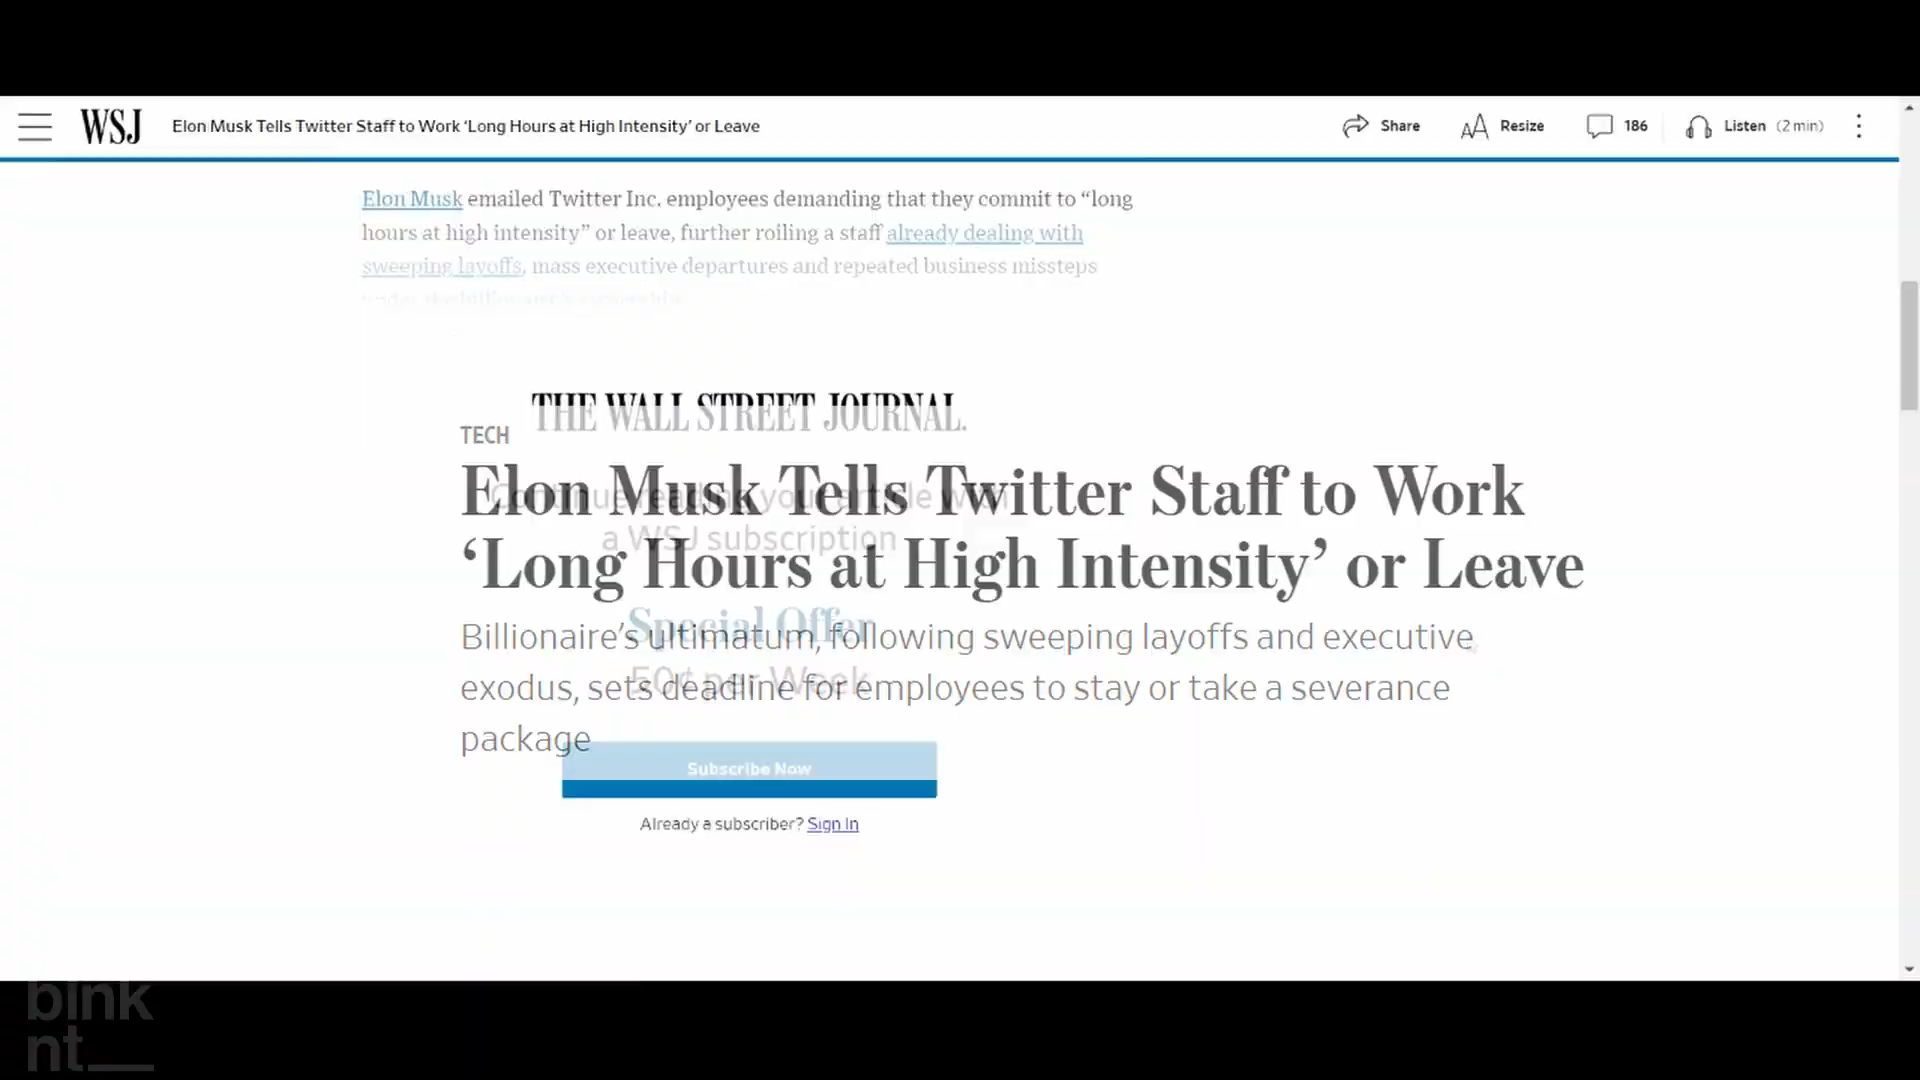 WSJ
Elon Musk Tells Twitter Staff to Work ‘Long Hours at High Intensity’ or Leave
Share
Resize
186
Listen (2 min)
Elon Musk emailed Twitter Inc. employees demanding that they commit to “long
hours at high intensity” or leave, further roiling a staff already dealing with
sweeping layoffs, mass executive departures and repeated business missteps
THE WALL STREET JOURNAL.
TECH
Elon Musk Tells Twitter Staff to Work
‘Long Hours at High Intensity’ or Leave
Continue reading your article with
a WSJ subscription
Special Offer
Billionaire’s ultimatum, following sweeping layoffs and executive
50¢ per Week
exodus, sets deadline for employees to stay or take a severance
package
Subscribe Now
Already a subscriber? Sign In
bink
nt__